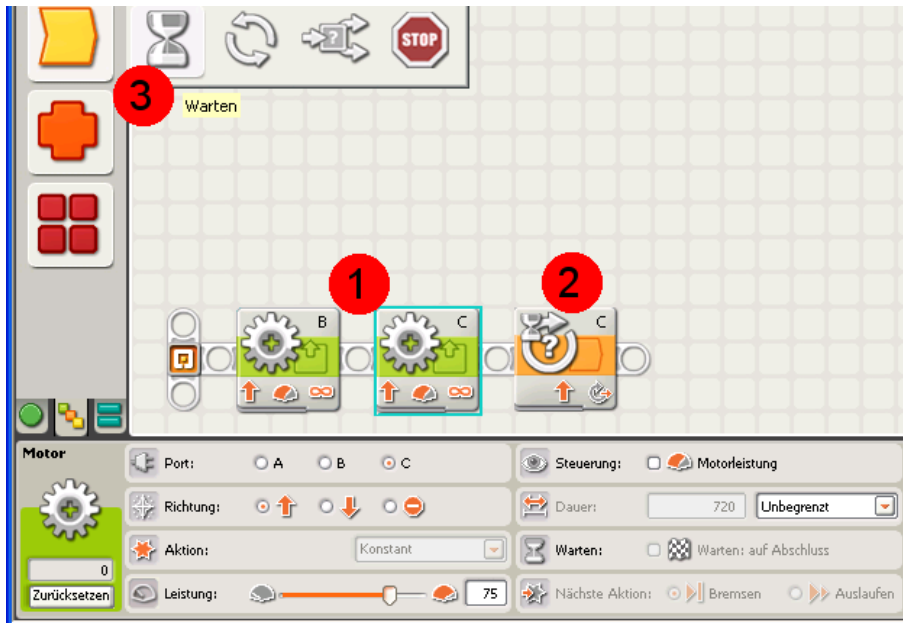 STOP
3
Warten
1
2
B
C
C
Motor
0
Zurücksetzen
Port:
A
B
C
Richtung:
Aktion:
Konstant
Leistung:
75
Steuerung:
Motorleistung
Dauer:
720
Unbegrenzt
Warten:
Warten: auf Abschluss
Nächste Aktion:
Bremsen
Auslaufen